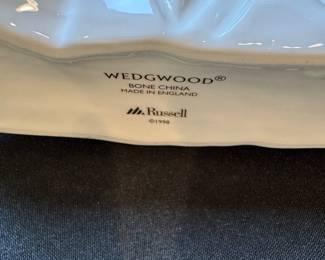 WEDGWOOD®
BONE CHINA
MADE IN ENGLAND
Russell
©1998